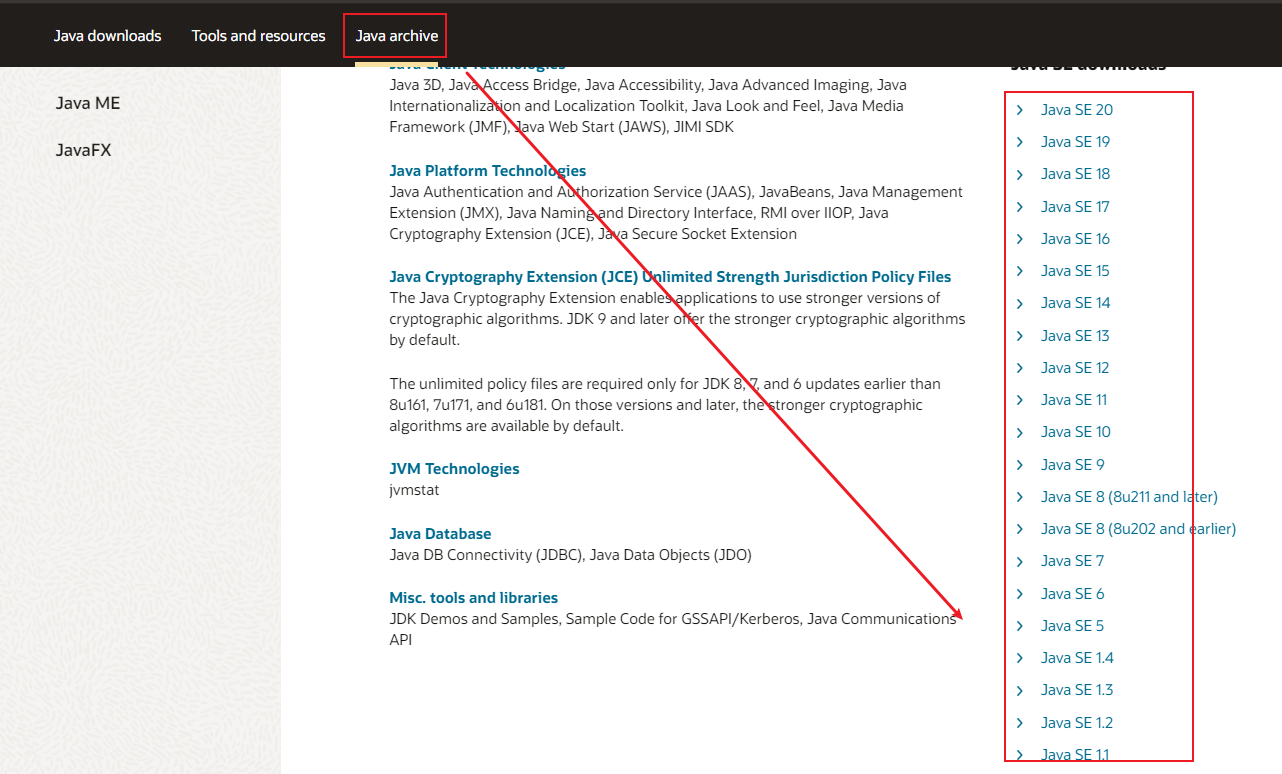 Java downloads
Tools and resources
Java archive
Java ME
JavaFX
Java Client Technologies
Java 3D, Java Access Bridge, Java Accessibility, Java Advanced Imaging, Java
Internationalization and Localization Toolkit, Java Look and Feel, Java Media
Framework (JMF), Java Web Start (JAWS), JIMI SDK
Java Platform Technologies
Java Authentication and Authorization Service (JAAS), JavaBeans, Java Management
Extension (JMX), Java Naming and Directory Interface, RMI over IIOP, Java
Cryptography Extension (JCE), Java Secure Socket Extension
Java Cryptography Extension (JCE) Unlimited Strength Jurisdiction Policy Files
The Java Cryptography Extension enables applications to use stronger versions of
cryptographic algorithms. JDK 9 and later offer the stronger cryptographic algorithms
by default.
The unlimited policy files are required only for JDK 8, 7, and 6 updates earlier than
8u161, 7u171, and 6u181. On those versions and later, the stronger cryptographic
algorithms are available by default.
JVM Technologies
jvmstat
Java Database
Java DB Connectivity (JDBC), Java Data Objects (JDO)
Misc. tools and libraries
JDK Demos and Samples, Sample Code for GSSAPI/Kerberos, Java Communications
API
Java SE downloads
Java SE 20
Java SE 19
Java SE 18
Java SE 17
Java SE 16
Java SE 15
Java SE 14
Java SE 13
Java SE 12
Java SE 11
Java SE 10
Java SE 9
Java SE 8 (8u211 and later)
Java SE 8 (8u202 and earlier)
Java SE 7
Java SE 6
Java SE 5
Java SE 1.4
Java SE 1.3
Java SE 1.2
Java SE 1.1